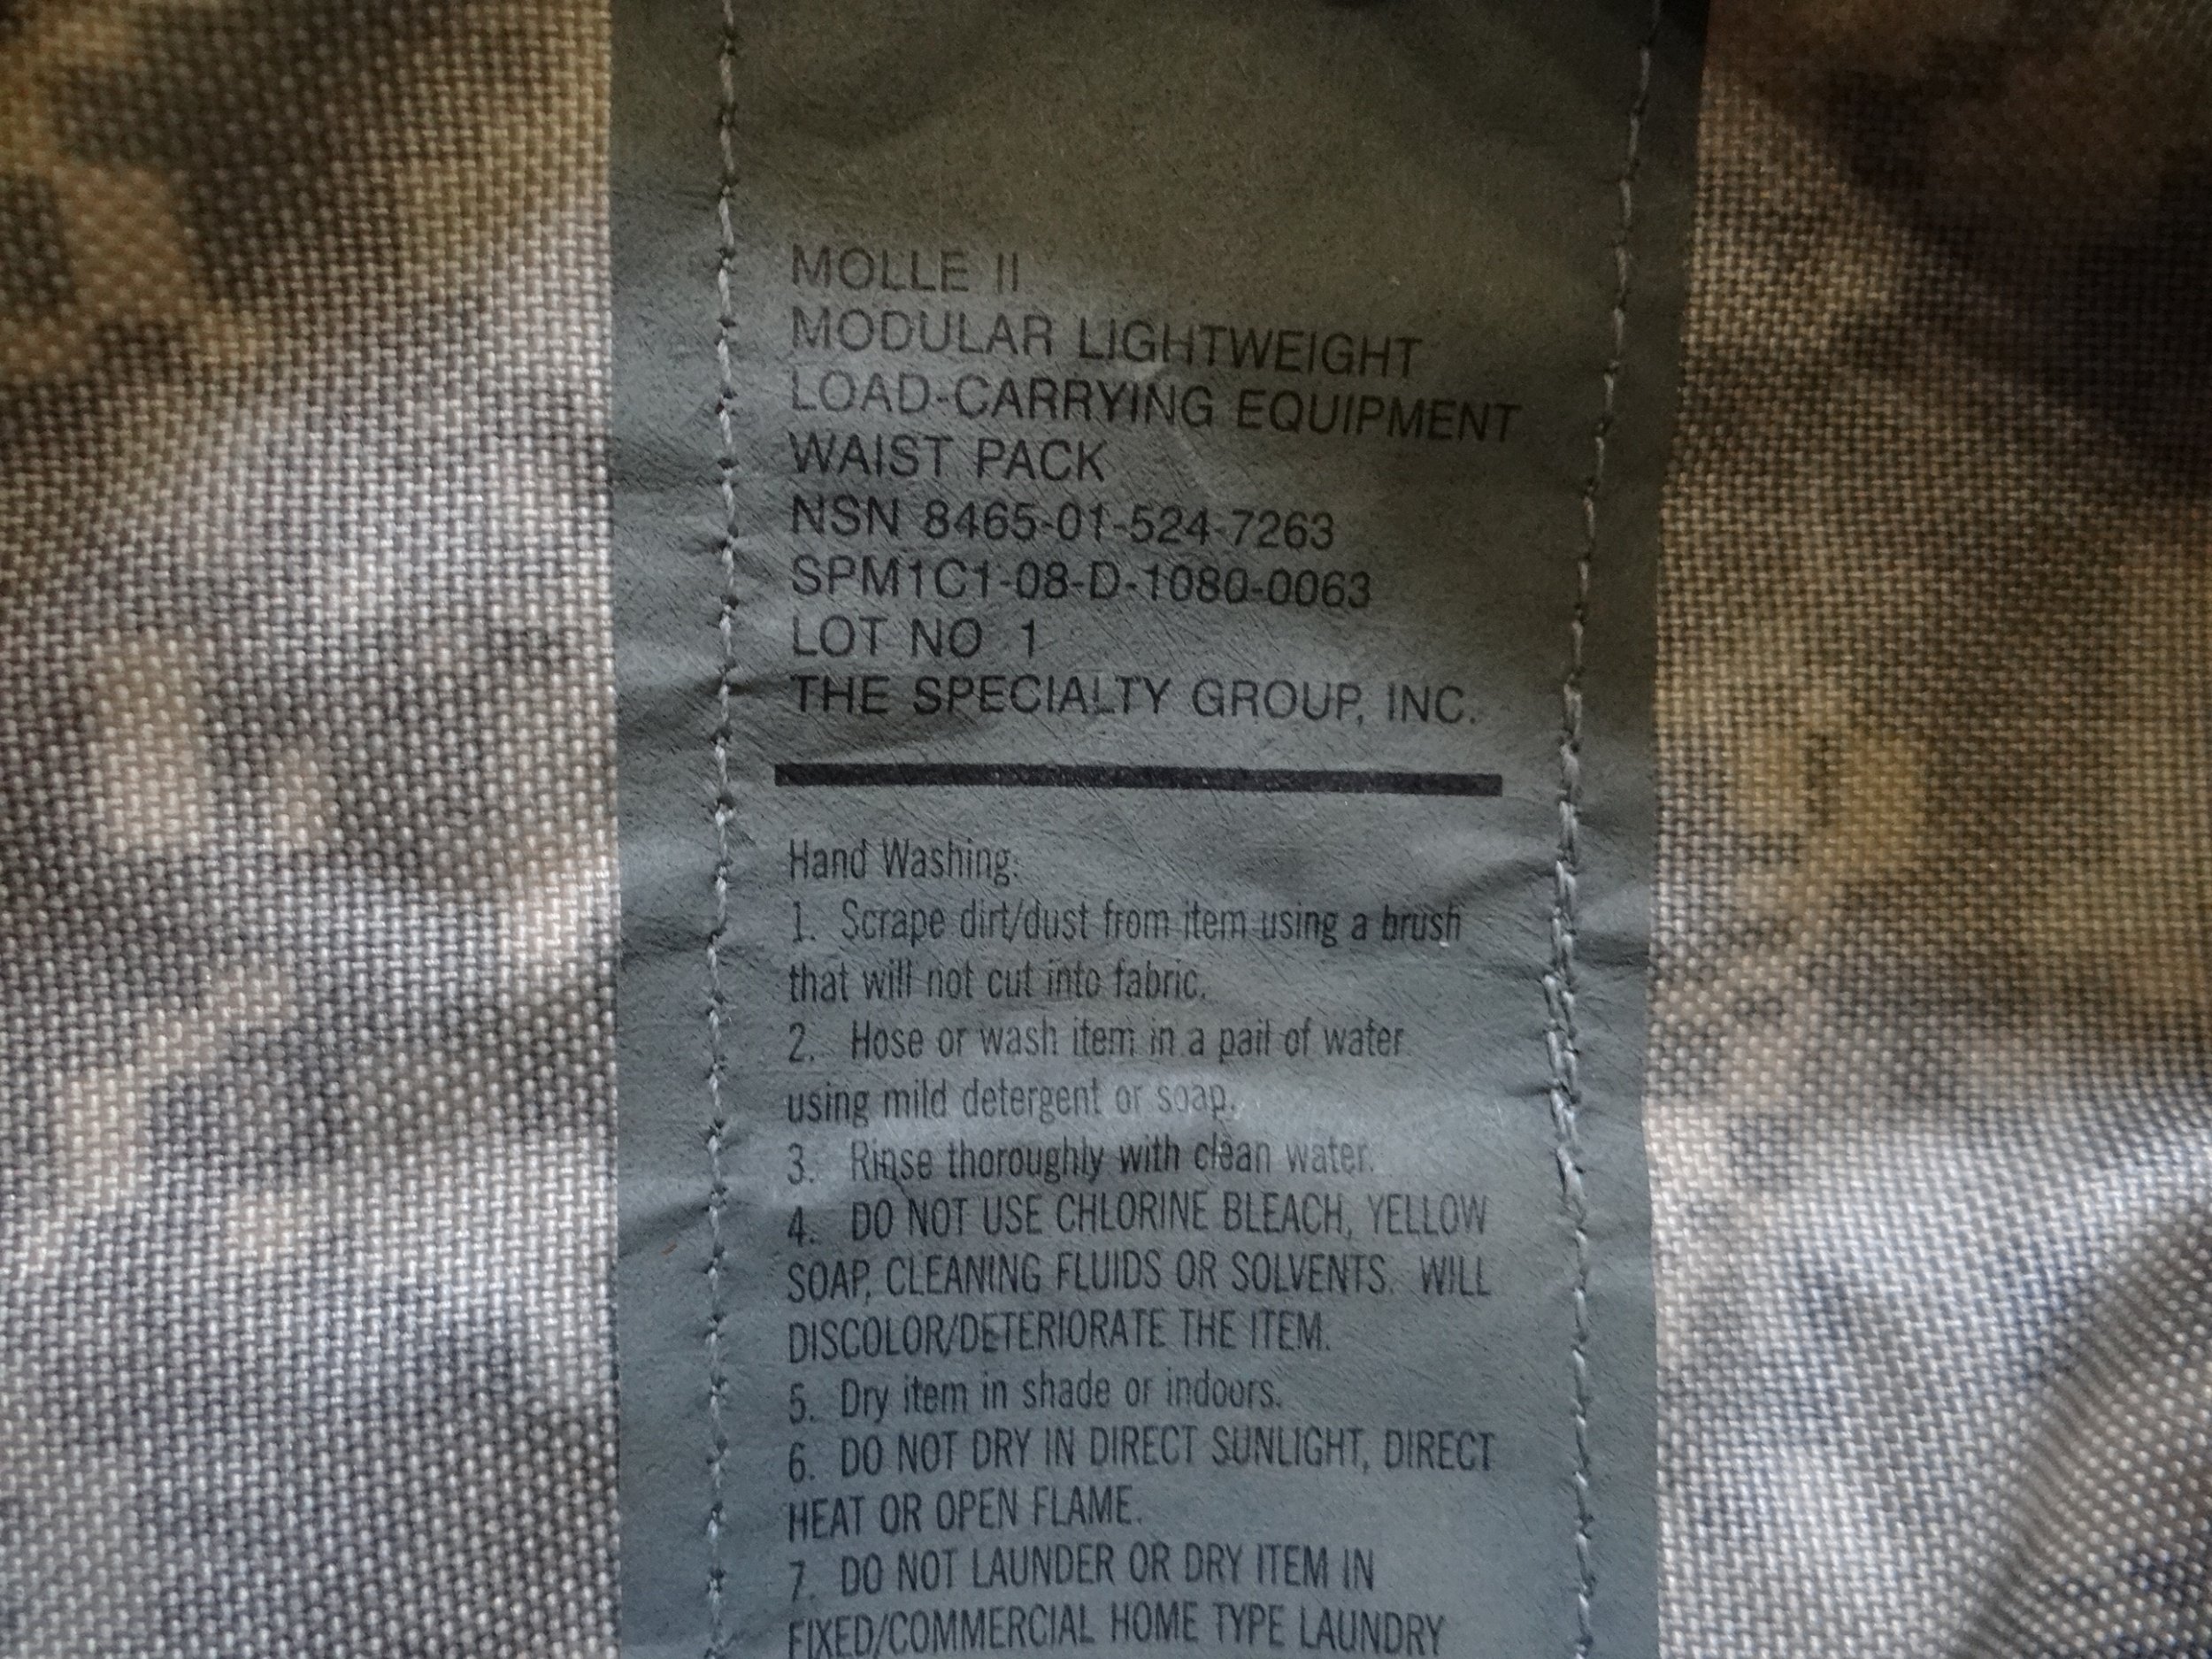 MOLLE II
MODULAR LIGHTWEIGHT
LOAD-CARRYING EQUIPMENT
WAIST PACK
NSN 8465-01-524-7263
SPM1C1-08-D-1080-0063
LOT NO 1
THE SPECIALTY GROUP, INC.
Hand Washing:
1. Scrape dirt/dust from item using a brush
that will not cut into fabric.
2. Hose or wash item in a pail of water
using mild detergent or soap.
3. Rinse thoroughly with clean water.
4. DO NOT USE CHLORINE BLEACH, YELLOW
SOAP, CLEANING FLUIDS OR SOLVENTS. WILL
DISCOLOR/DETERIORATE THE ITEM.
5. Dry item in shade or indoors.
6. DO NOT DRY IN DIRECT SUNLIGHT, DIRECT
HEAT OR OPEN FLAME.
7. DO NOT LAUNDER OR DRY ITEM IN
FIXED/COMMERCIAL HOME TYPE LAUNDRY